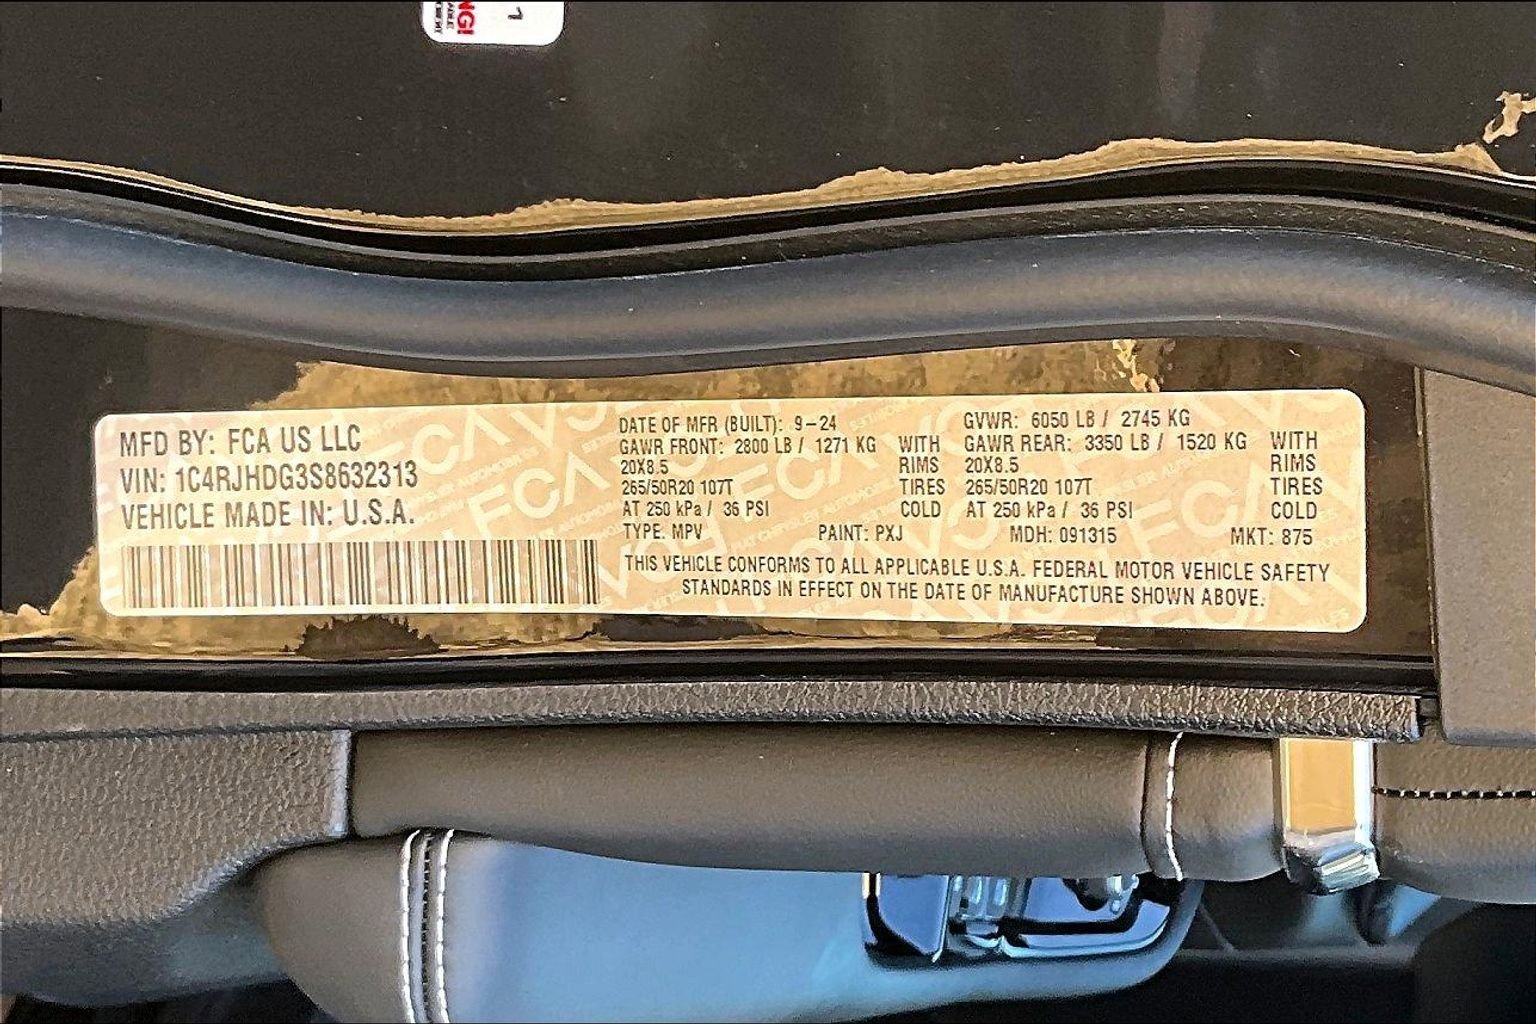 NG!
1
MFD BY: FCA US LLC
VIN: 1C4RJHDG3S8632313
VEHICLE MADE IN: U.S.A.
DATE OF MFR (BUILT): 9-24 GVWR: 6050 LB / 2745 KG
GAWR FRONT: 2800 LB / 1271 KG WITH GAWR REAR: 3350 LB / 1520 KG WITH
20X8.5 RIMS 20X8.5 RIMS
265/50R20 107T TIRES 265/50R20 107T TIRES
AT 250 kPa / 36 PSI COLD AT 250 kPa / 36 PSI COLD
TYPE: MPV PAINT: PXJ MDH: 091315 MKT: 875
THIS VEHICLE CONFORMS TO ALL APPLICABLE U.S.A. FEDERAL MOTOR VEHICLE SAFETY
STANDARDS IN EFFECT ON THE DATE OF MANUFACTURE SHOWN ABOVE.